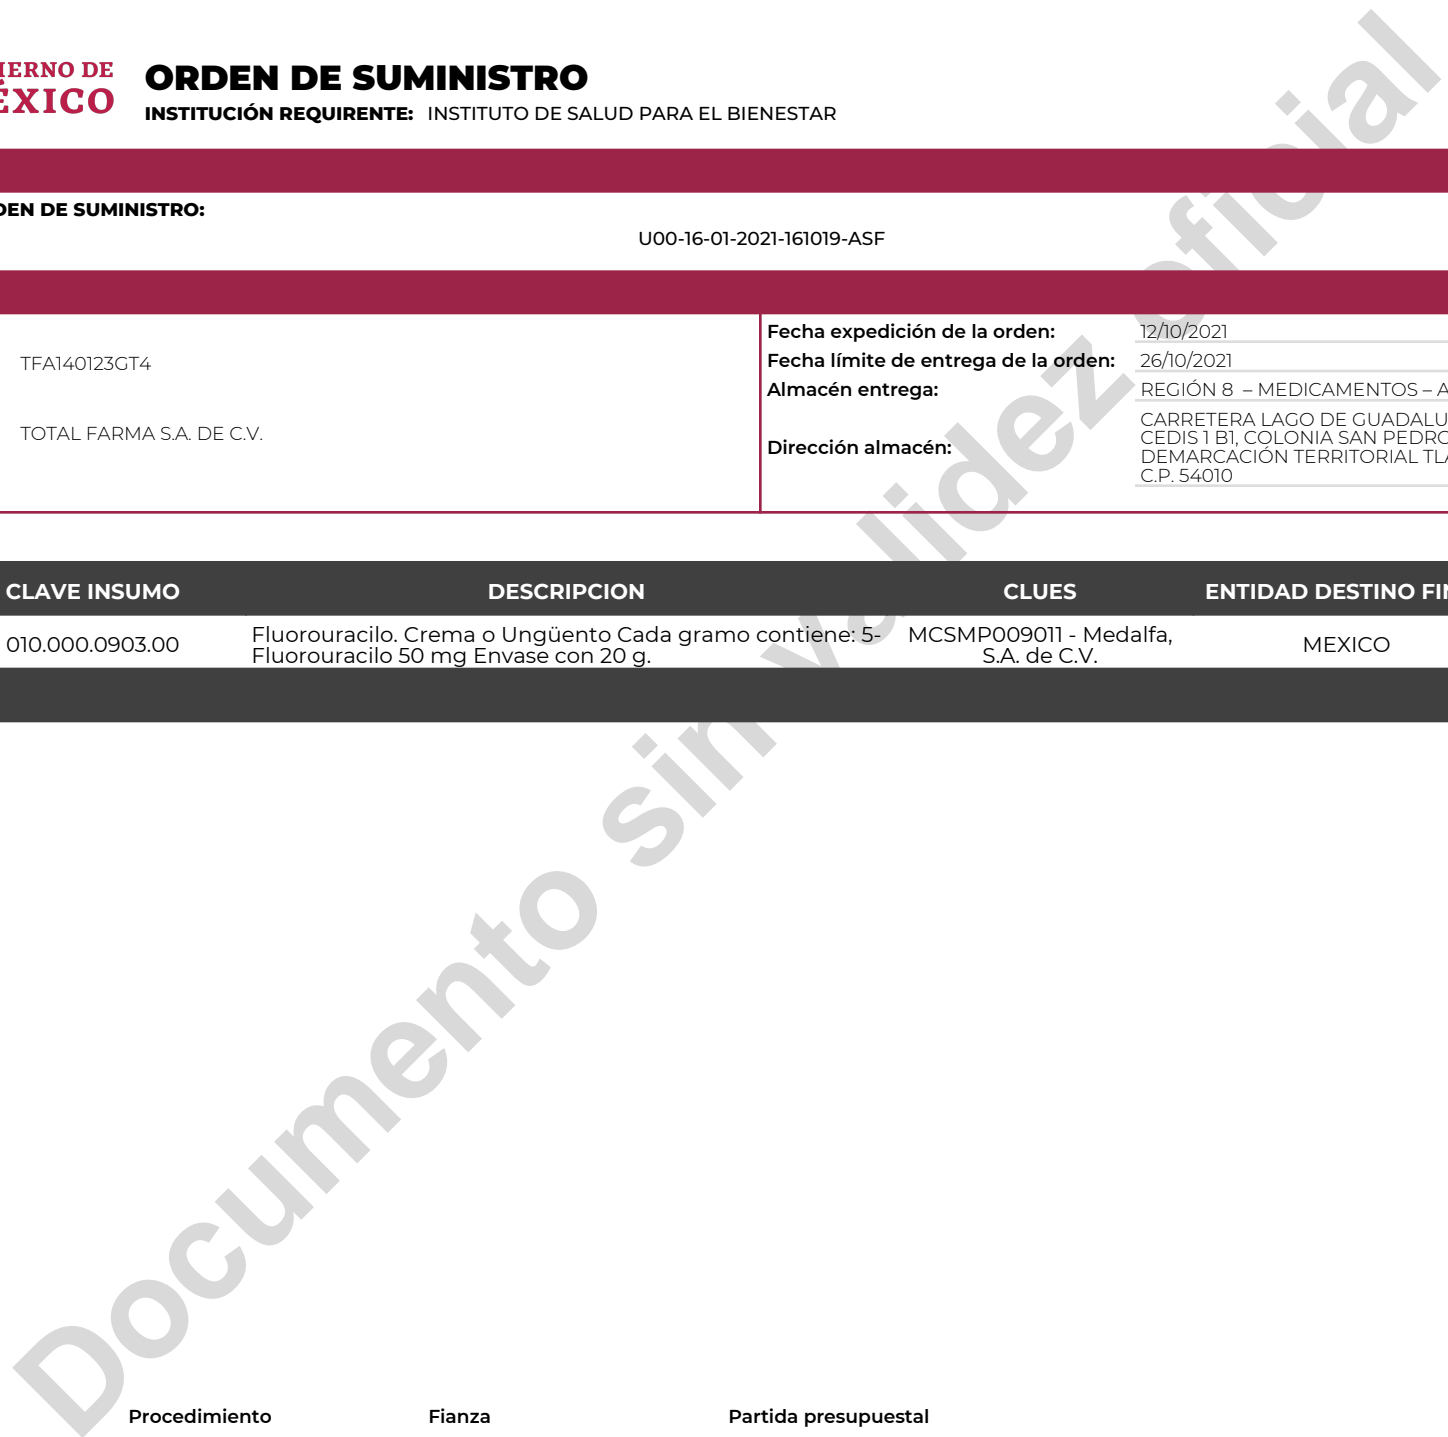 IERNO DE
ÉXICO
ORDEN DE SUMINISTRO
INSTITUCIÓN REQUIRENTE: INSTITUTO DE SALUD PARA EL BIENESTAR
DEN DE SUMINISTRO:
U00-16-01-2021-161019-ASF
TFA140123GT4
TOTAL FARMA S.A. DE C.V.
Fecha expedición de la orden: 12/10/2021
Fecha límite de entrega de la orden: 26/10/2021
Almacén entrega: REGIÓN 8 – MEDICAMENTOS – A
Dirección almacén:
CARRETERA LAGO DE GUADALU
CEDIS 1 B1, COLONIA SAN PEDRO
DEMARCACIÓN TERRITORIAL TLA
C.P. 54010
CLAVE INSUMO DESCRIPCION CLUES ENTIDAD DESTINO FIN
010.000.0903.00
Fluorouracilo. Crema o Ungüento Cada gramo contiene: 5-
Fluorouracilo 50 mg Envase con 20 g.
MCSMP009011 - Medalfa,
S.A. de C.V.
MEXICO
Documento sin validez oficial
Procedimiento Fianza Partida presupuestal